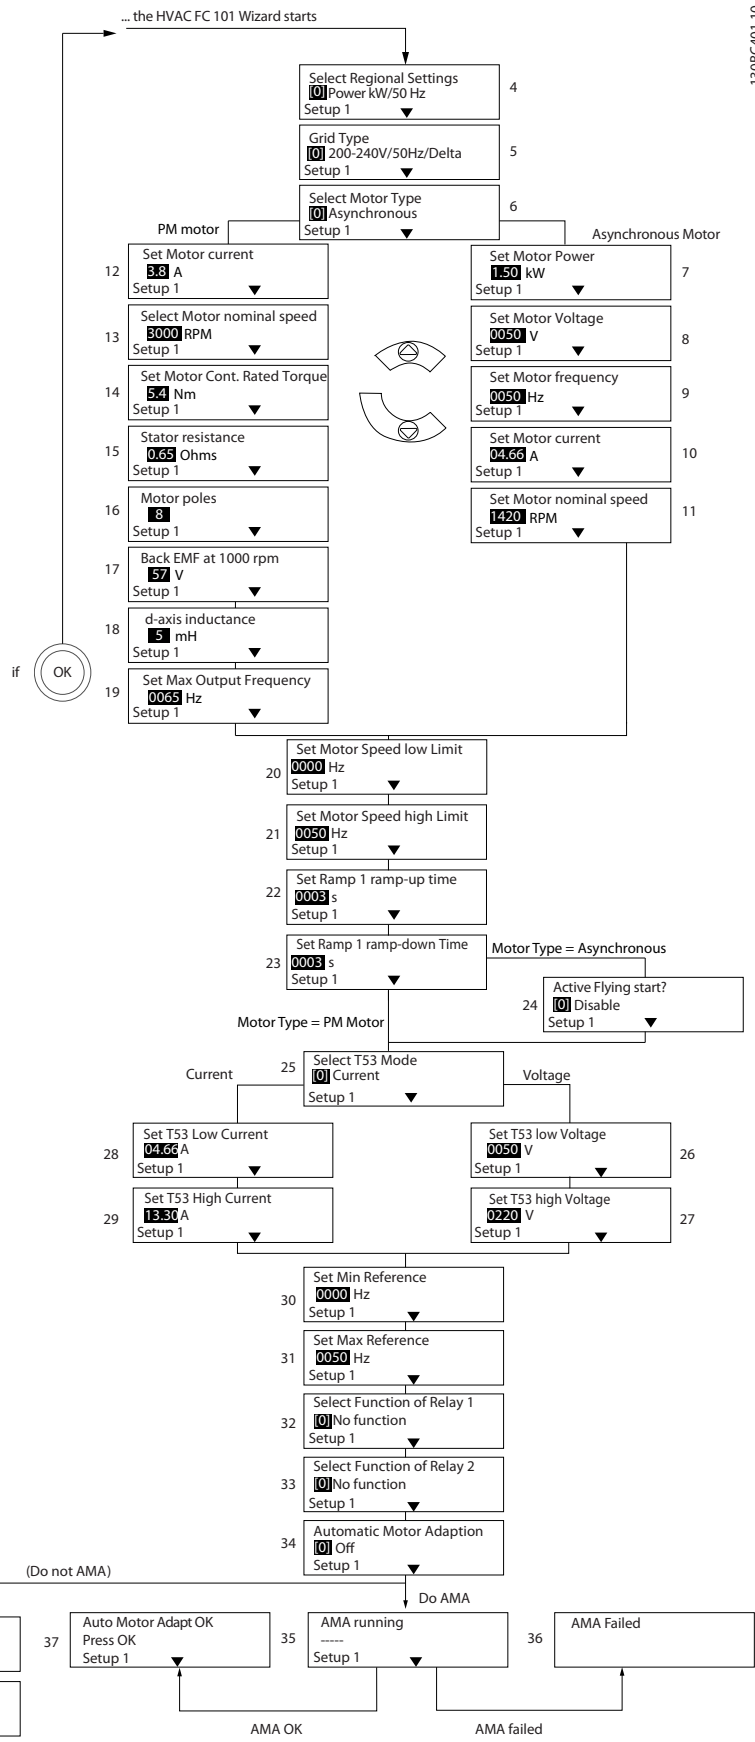 ... the HVAC FC 101 Wizard starts
Select Regional Settings
[0] Power kW/50 Hz
Setup 1
4
Grid Type
[0] 200-240V/50Hz/Delta
Setup 1
5
Select Motor Type
[0] Asynchronous
Setup 1
6
PM motor
Asynchronous Motor
12
Set Motor current
3.8 A
Setup 1
13
Select Motor nominal speed
3000 RPM
Setup 1
14
Set Motor Cont. Rated Torque
5.4 Nm
Setup 1
15
Stator resistance
0.65 Ohms
Setup 1
16
Motor poles
8
Setup 1
17
Back EMF at 1000 rpm
57 V
Setup 1
18
d-axis inductance
5 mH
Setup 1
19
Set Max Output Frequency
0065 Hz
Setup 1
if
OK
Set Motor Power
1.50 kW
Setup 1
7
Set Motor Voltage
0050 V
Setup 1
8
Set Motor frequency
0050 Hz
Setup 1
9
Set Motor current
04.66 A
Setup 1
10
Set Motor nominal speed
1420 RPM
Setup 1
11
20
Set Motor Speed low Limit
0000 Hz
Setup 1
21
Set Motor Speed high Limit
0050 Hz
Setup 1
22
Set Ramp 1 ramp-up time
0003 s
Setup 1
23
Set Ramp 1 ramp-down Time
0003 s
Setup 1
Motor Type = Asynchronous
24
Active Flying start?
[0] Disable
Setup 1
Motor Type = PM Motor
25
Select T53 Mode
[0] Current
Setup 1
Current
Voltage
28
Set T53 Low Current
04.66 A
Setup 1
29
Set T53 High Current
13.30 A
Setup 1
Set T53 low Voltage
0050 V
Setup 1
26
Set T53 high Voltage
0220 V
Setup 1
27
30
Set Min Reference
0000 Hz
Setup 1
31
Set Max Reference
0050 Hz
Setup 1
32
Select Function of Relay 1
[0] No function
Setup 1
33
Select Function of Relay 2
[0] No function
Setup 1
34
Automatic Motor Adaption
[0] Off
Setup 1
(Do not AMA)
Do AMA
37
Auto Motor Adapt OK
Press OK
Setup 1
35
AMA running
-----
Setup 1
36
AMA Failed
AMA OK
AMA failed